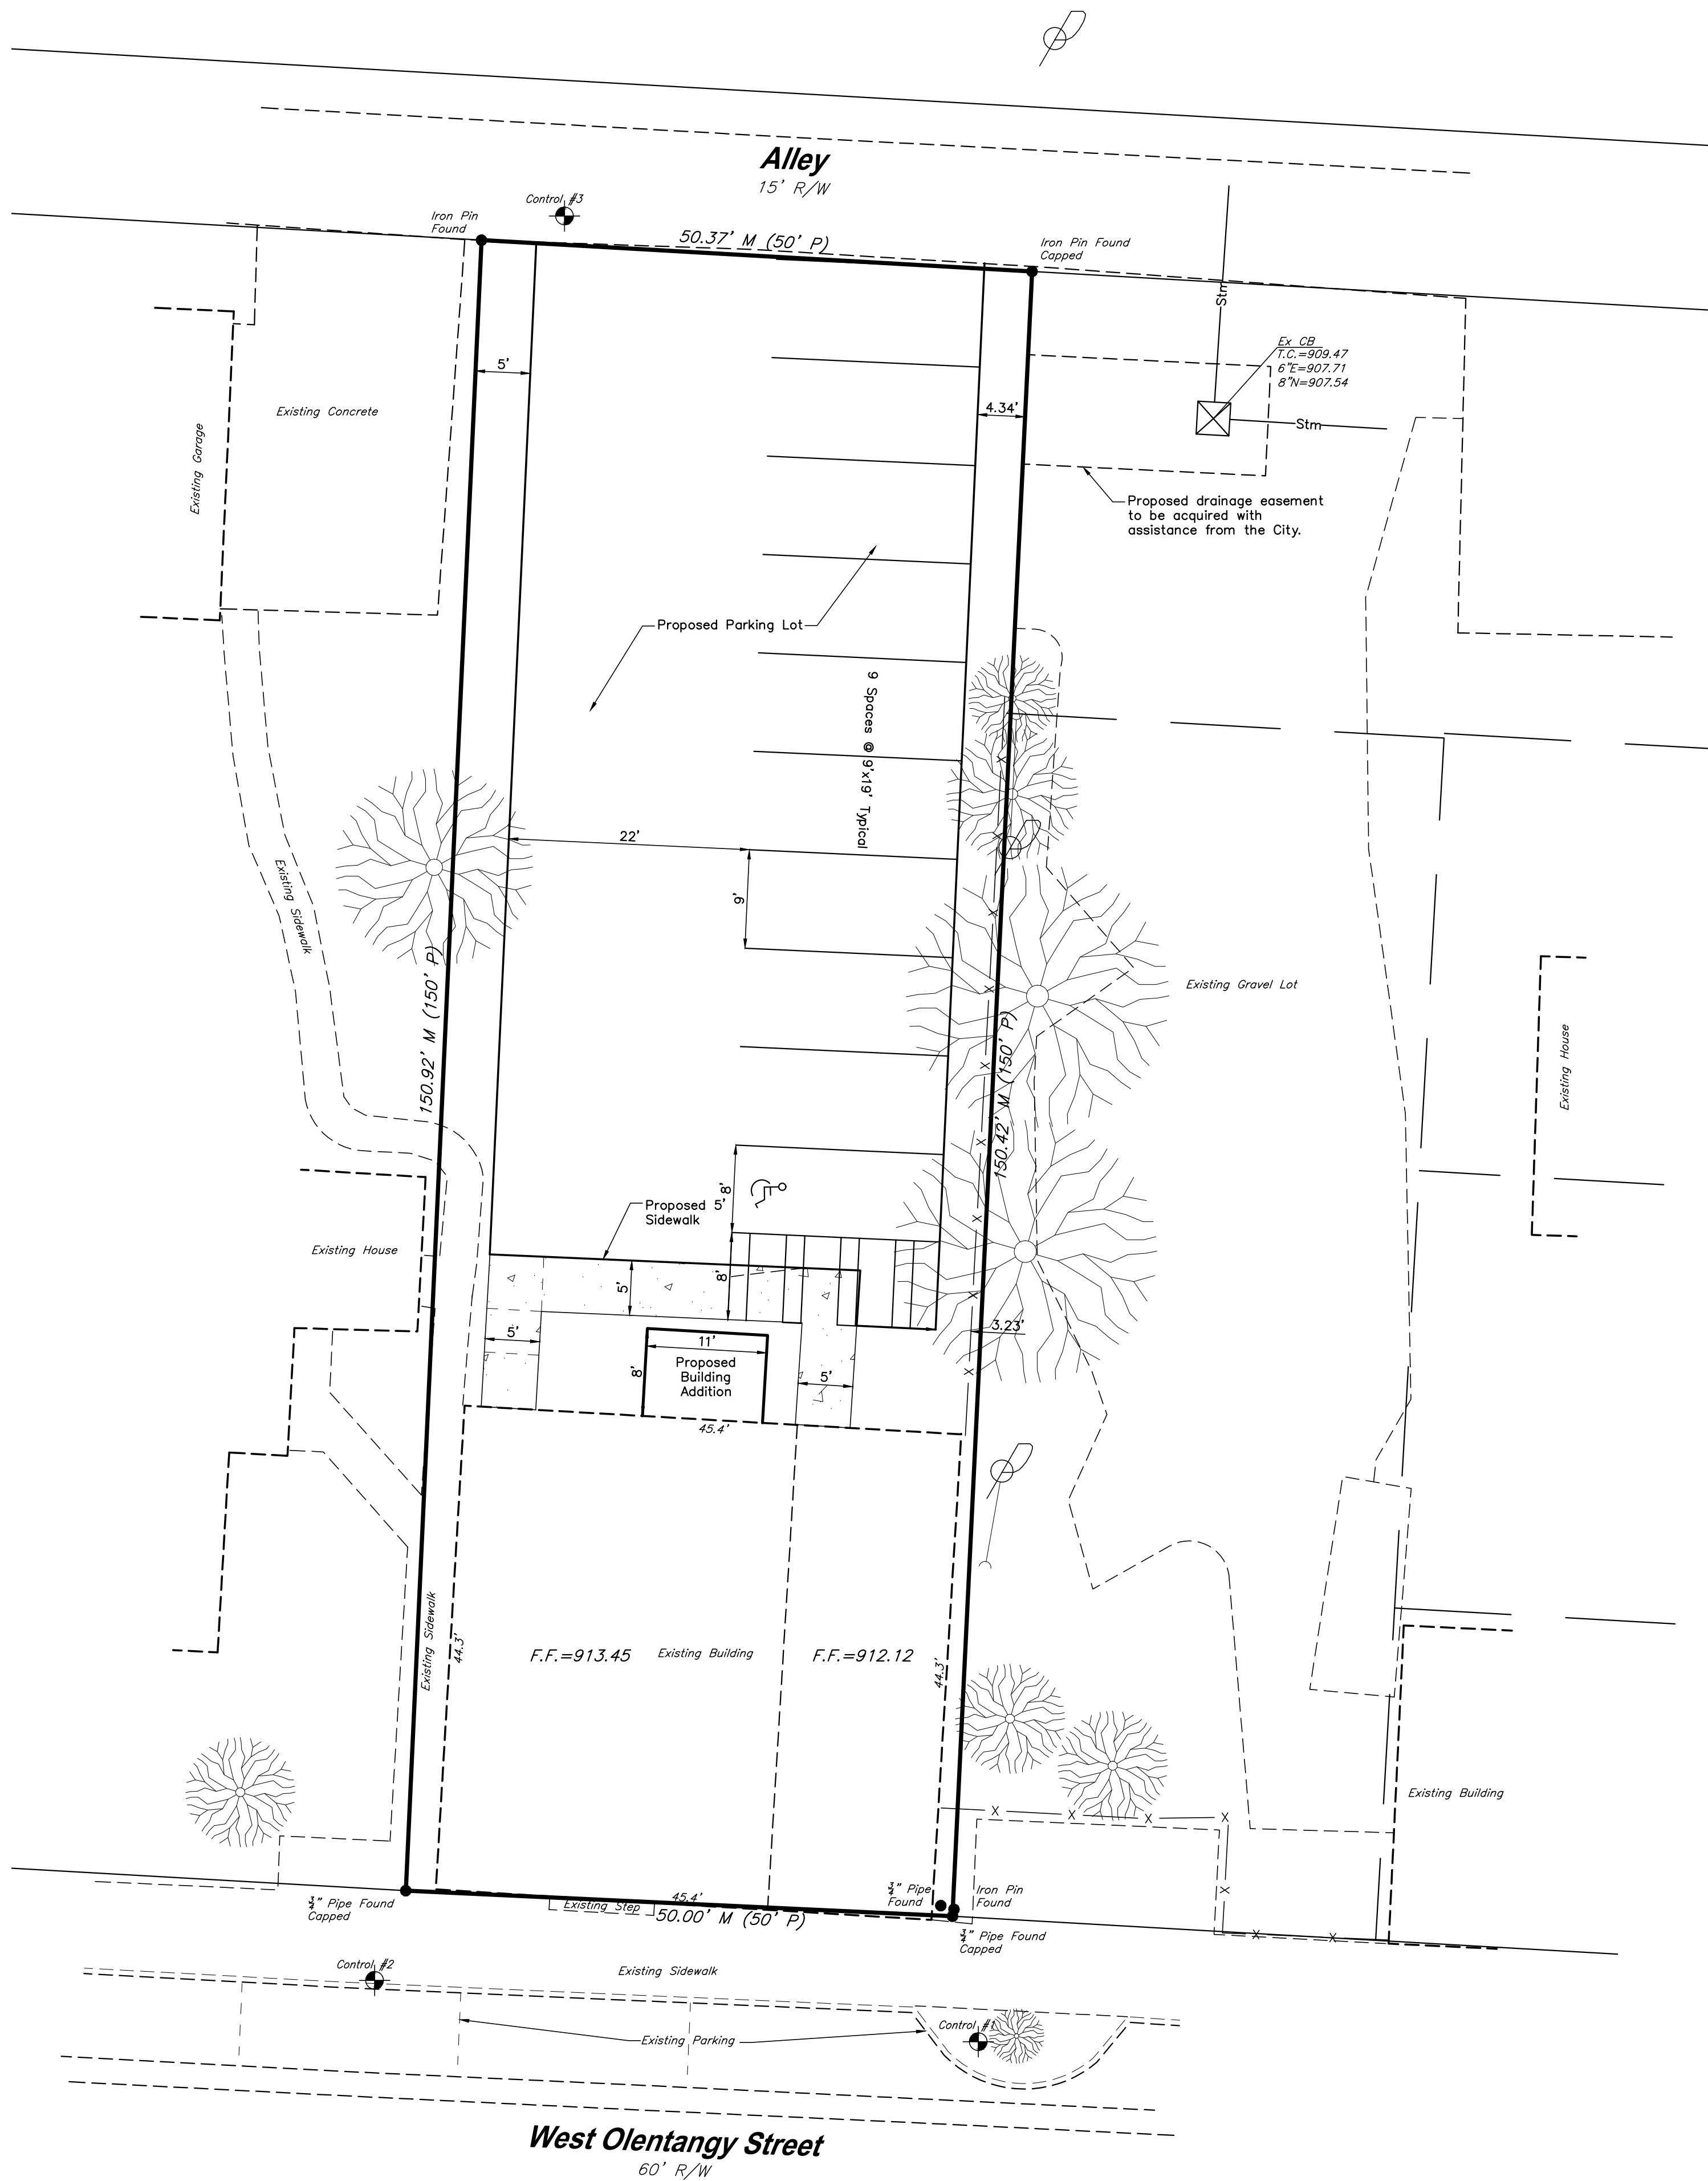 Alley
15' R/W
Control #3
Iron Pin
Found
50.37' M (50' P)
Iron Pin Found
Capped
Stm
Ex CB
T.C.=909.47
6"E=907.71
8"N=907.54
5'
4.34'
Existing Concrete
Existing Garage
Stm
Proposed drainage easement
to be acquired with
assistance from the City.
Proposed Parking Lot
9 Spaces @ 9'x19' Typical
22'
9'
Existing Sidewalk
150.92' M (150' P)
150.42' M (150' P)
X
X
X
X
X
X
X
X
X
Existing Gravel Lot
Existing House
8'
Proposed 5'
Sidewalk
Existing House
8'
5'
5'
11'
8'
Proposed
Building
Addition
5'
3.23'
45.4'
44.3'
44.3'
Existing Sidewalk
F.F.=913.45
Existing Building
F.F.=912.12
Existing Building
X
X
X
X
X
X
X
45.4'
Existing Step
50.00' M (50' P)
3/4" Pipe Found
Capped
3/4" Pipe
Found
Iron Pin
Found
3/4" Pipe Found
Capped
Control #2
Existing Sidewalk
Control #1
Existing Parking
West Olentangy Street
60' R/W